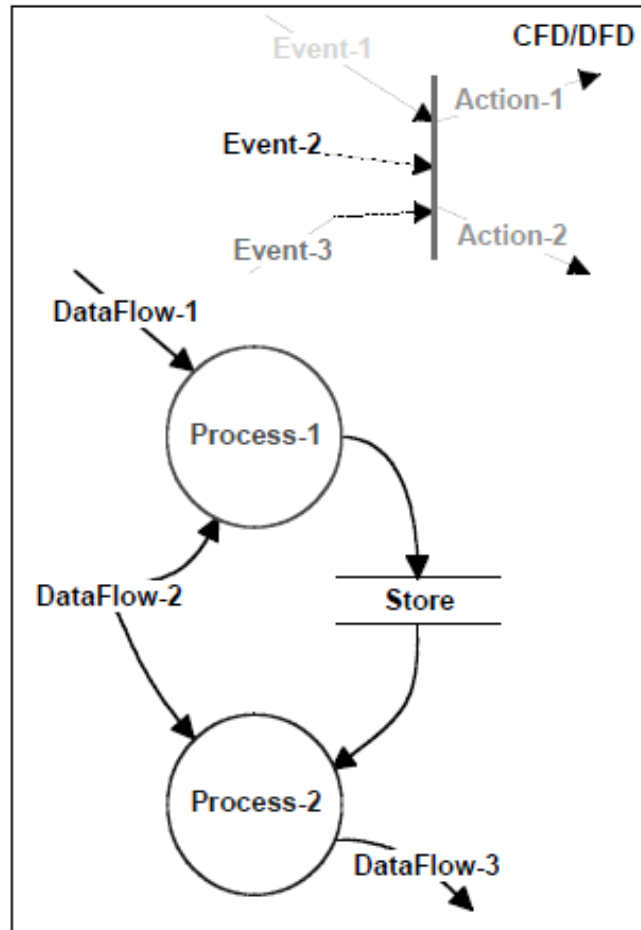 CFD/DFD
Event-1
Action-1
Event-2
Event-3
Action-2
DataFlow-1
Process-1
DataFlow-2
Store
Process-2
DataFlow-3